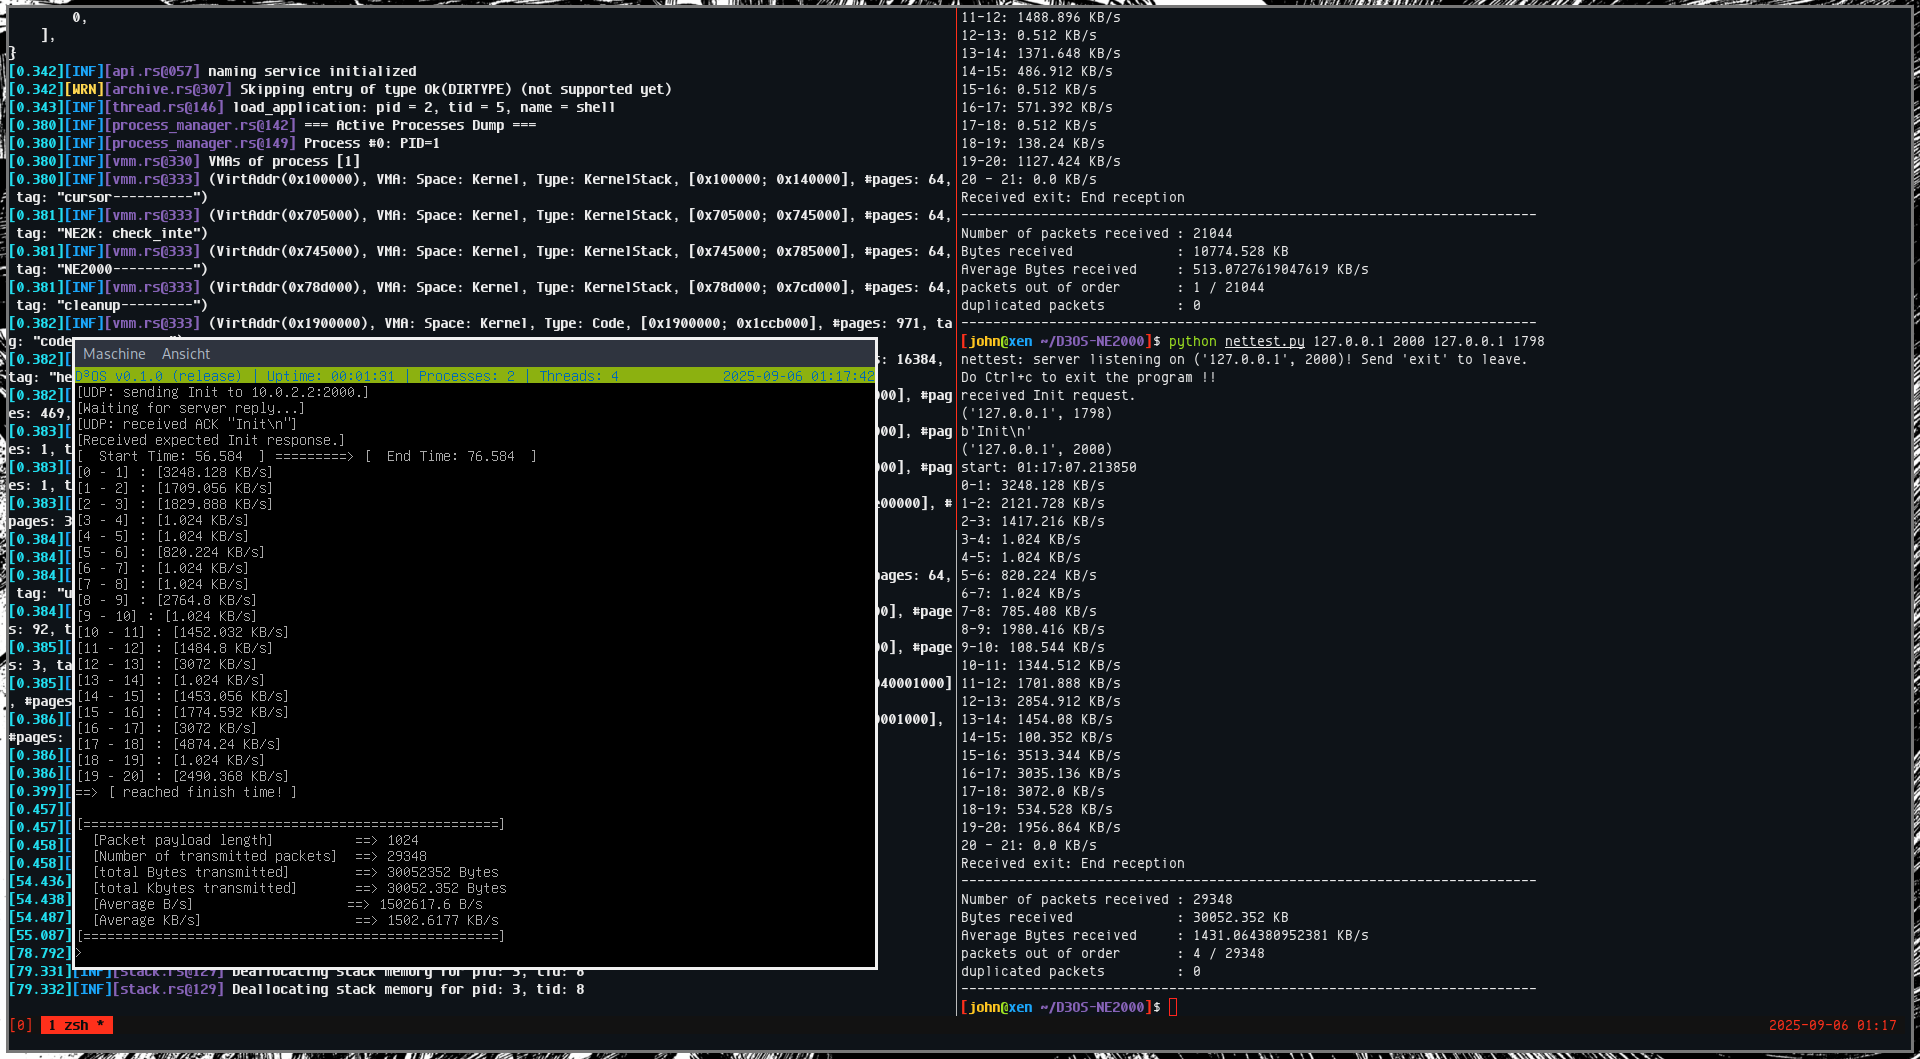 0,
    ],
}
[0.342][INF][api.rs@057] naming service initialized
[0.342][WRN][archive.rs@307] Skipping entry of type Ok(DIRTYPE) (not supported yet)
[0.343][INF][thread.rs@146] load_application: pid = 2, tid = 5, name = shell
[0.380][INF][process_manager.rs@142] === Active Processes Dump ===
[0.380][INF][process_manager.rs@149] Process #0: PID=1
[0.380][INF][vmm.rs@330] VMAs of process [1]
[0.380][INF][vmm.rs@333] (VirtAddr(0x100000), VMA: Space: Kernel, Type: KernelStack, [0x100000; 0x140000], #pages: 64,
 tag: "cursor----------")
[0.381][INF][vmm.rs@333] (VirtAddr(0x705000), VMA: Space: Kernel, Type: KernelStack, [0x705000; 0x745000], #pages: 64,
 tag: "NE2K: check_inte")
[0.381][INF][vmm.rs@333] (VirtAddr(0x745000), VMA: Space: Kernel, Type: KernelStack, [0x745000; 0x785000], #pages: 64,
 tag: "NE2000----------")
[0.381][INF][vmm.rs@333] (VirtAddr(0x78d000), VMA: Space: Kernel, Type: KernelStack, [0x78d000; 0x7cd000], #pages: 64,
 tag: "cleanup---------")
[0.382][INF][vmm.rs@333] (VirtAddr(0x1900000), VMA: Space: Kernel, Type: Code, [0x1900000; 0x1ccb000], #pages: 971, ta
g: "code
[0.382][ s: 16384,
tag: "he
[0.382][ 00], #pag
es: 469,
[0.383][ 00], #pag
es: 1, t
[0.383][ 00], #pag
es: 1, t
[0.383][ e00000], #
pages: 3
[0.384][
[0.384][
[0.384][ ages: 64,
 tag: "u
[0.384][ 00], #page
s: 92, t
[0.385][ 00], #page
s: 3, ta
[0.385][ 040001000]
, #pages
[0.386][ 0001000],
#pages:
[0.386][
[0.386][
[0.399][
[0.457][
[0.457][
[0.458][
[0.458][
[54.436]
[54.438]
[54.487]
[55.087]
[78.792]
[79.331][INF][stack.rs@129] Deallocating stack memory for pid: 3, tid: 6
[79.332][INF][stack.rs@129] Deallocating stack memory for pid: 3, tid: 8
Maschine Ansicht
D³OS v0.1.0 (release) | Uptime: 00:01:31 | Processes: 2 | Threads: 4 2025-09-06 01:17:42
[UDP: sending Init to 10.0.2.2:2000.]
[Waiting for server reply...]
[UDP: received ACK "Init\n"]
[Received expected Init response.]
[  Start Time: 56.584  ] =========> [  End Time: 76.584  ]
[0 - 1] : [3248.128 KB/s]
[1 - 2] : [1709.056 KB/s]
[2 - 3] : [1829.888 KB/s]
[3 - 4] : [1.024 KB/s]
[4 - 5] : [1.024 KB/s]
[5 - 6] : [820.224 KB/s]
[6 - 7] : [1.024 KB/s]
[7 - 8] : [1.024 KB/s]
[8 - 9] : [2764.8 KB/s]
[9 - 10] : [1.024 KB/s]
[10 - 11] : [1452.032 KB/s]
[11 - 12] : [1484.8 KB/s]
[12 - 13] : [3072 KB/s]
[13 - 14] : [1.024 KB/s]
[14 - 15] : [1453.056 KB/s]
[15 - 16] : [1774.592 KB/s]
[16 - 17] : [3072 KB/s]
[17 - 18] : [4874.24 KB/s]
[18 - 19] : [1.024 KB/s]
[19 - 20] : [2490.368 KB/s]
==> [ reached finish time! ]
[====================================================]
  [Packet payload length]          ==> 1024
  [Number of transmitted packets]  ==> 29348
  [total Bytes transmitted]        ==> 30052352 Bytes
  [total Kbytes transmitted]       ==> 30052.352 Bytes
  [Average B/s]                   ==> 1502617.6 B/s
  [Average KB/s]                   ==> 1502.6177 KB/s
[====================================================]
>
11-12: 1488.896 KB/s
12-13: 0.512 KB/s
13-14: 1371.648 KB/s
14-15: 486.912 KB/s
15-16: 0.512 KB/s
16-17: 571.392 KB/s
17-18: 0.512 KB/s
18-19: 138.24 KB/s
19-20: 1127.424 KB/s
20 - 21: 0.0 KB/s
Received exit: End reception
------------------------------------------------------------------------
Number of packets received : 21044
Bytes received             : 10774.528 KB
Average Bytes received     : 513.0727619047619 KB/s
packets out of order       : 1 / 21044
duplicated packets         : 0
------------------------------------------------------------------------
[john@xen ~/D3OS-NE2000]$ python nettest.py 127.0.0.1 2000 127.0.0.1 1798
nettest: server listening on ('127.0.0.1', 2000)! Send 'exit' to leave.
Do Ctrl+c to exit the program !!
received Init request.
('127.0.0.1', 1798)
b'Init\n'
('127.0.0.1', 2000)
start: 01:17:07.213850
0-1: 3248.128 KB/s
1-2: 2121.728 KB/s
2-3: 1417.216 KB/s
3-4: 1.024 KB/s
4-5: 1.024 KB/s
5-6: 820.224 KB/s
6-7: 1.024 KB/s
7-8: 785.408 KB/s
8-9: 1980.416 KB/s
9-10: 108.544 KB/s
10-11: 1344.512 KB/s
11-12: 1701.888 KB/s
12-13: 2854.912 KB/s
13-14: 1454.08 KB/s
14-15: 100.352 KB/s
15-16: 3513.344 KB/s
16-17: 3035.136 KB/s
17-18: 3072.0 KB/s
18-19: 534.528 KB/s
19-20: 1956.864 KB/s
20 - 21: 0.0 KB/s
Received exit: End reception
------------------------------------------------------------------------
Number of packets received : 29348
Bytes received             : 30052.352 KB
Average Bytes received     : 1431.064380952381 KB/s
packets out of order       : 4 / 29348
duplicated packets         : 0
------------------------------------------------------------------------
[john@xen ~/D3OS-NE2000]$
[0] 1 zsh * 2025-09-06 01:17